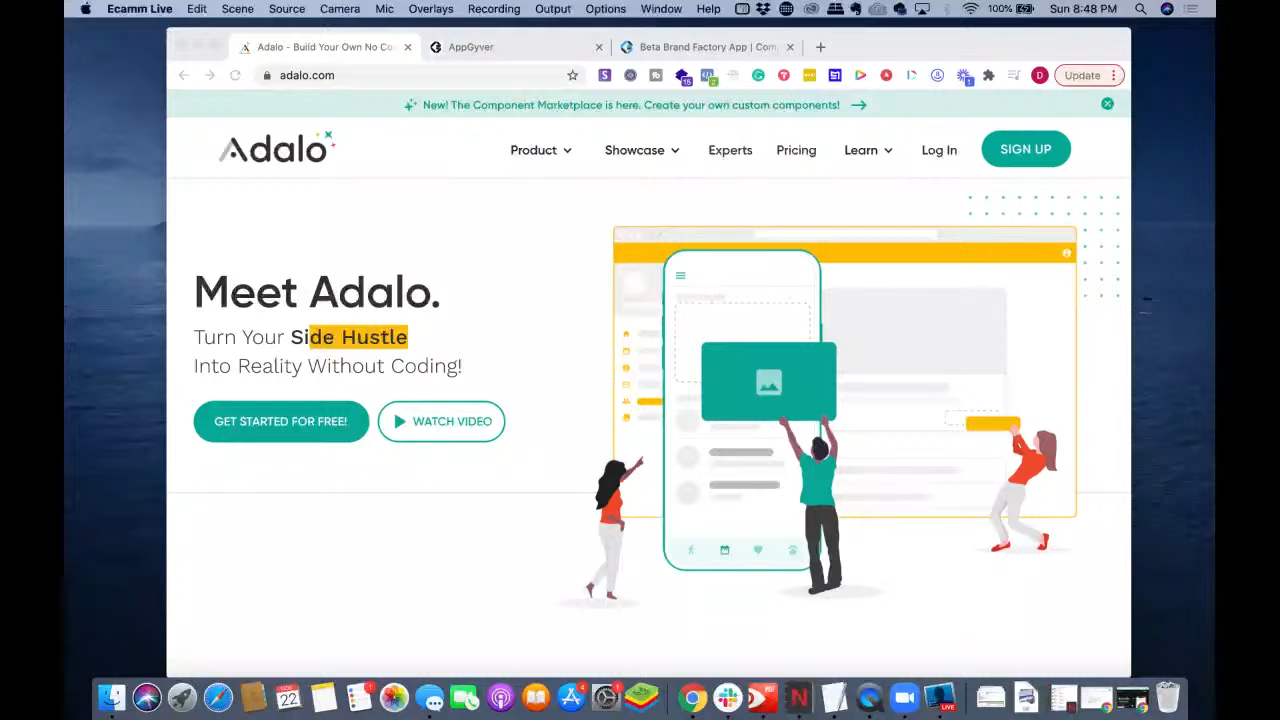 Ecamm Live Edit Scene Source Camera Mic Overlays Recording Output Options Window Help 100% Sun 8:48 PM
Adalo - Build Your Own No Co
AppGyver
Beta Brand Factory App | Com
adalo.com
Update
New! The Component Marketplace is here. Create your own custom components!
Adalo
Product
Showcase
Experts
Pricing
Learn
Log In
SIGN UP
Meet Adalo.
Turn Your Side Hustle
Into Reality Without Coding!
GET STARTED FOR FREE!
WATCH VIDEO
NOV
22
LIVE